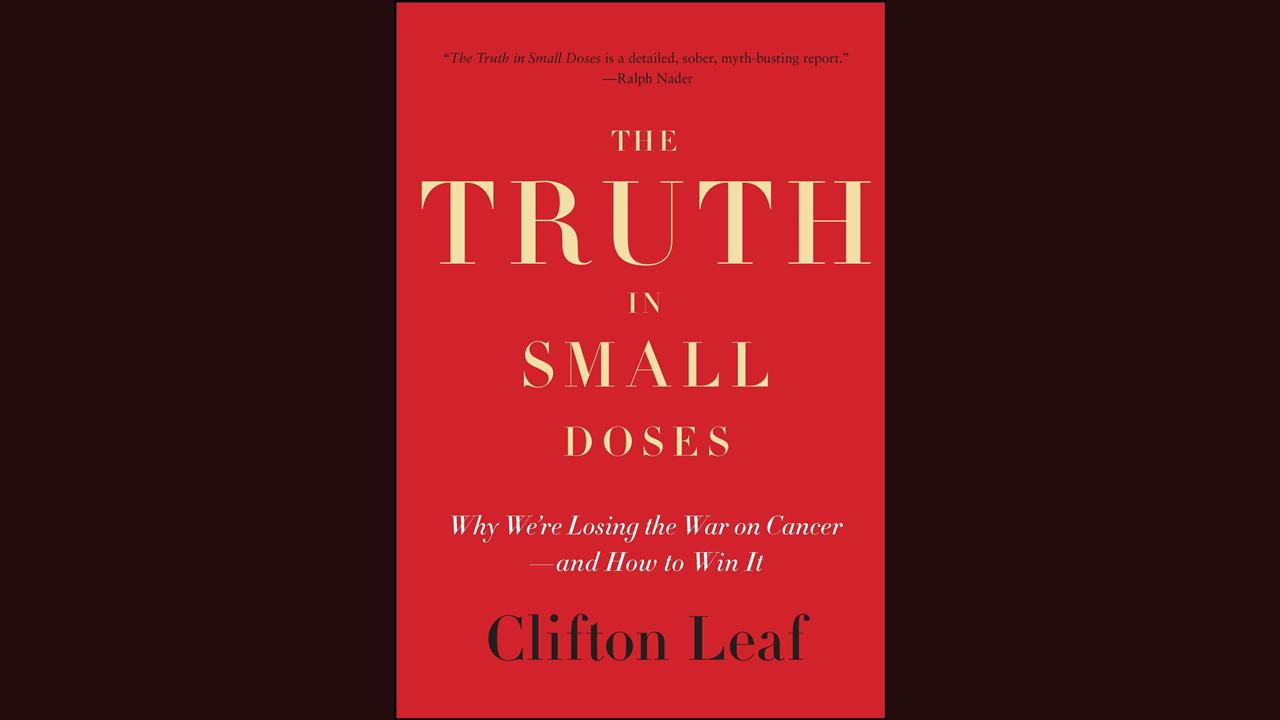 “The Truth in Small Doses is a detailed, sober, myth-busting report.”
—Ralph Nader
THE
TRUTH
IN
SMALL
DOSES
Why We’re Losing the War on Cancer
—and How to Win It
Clifton Leaf